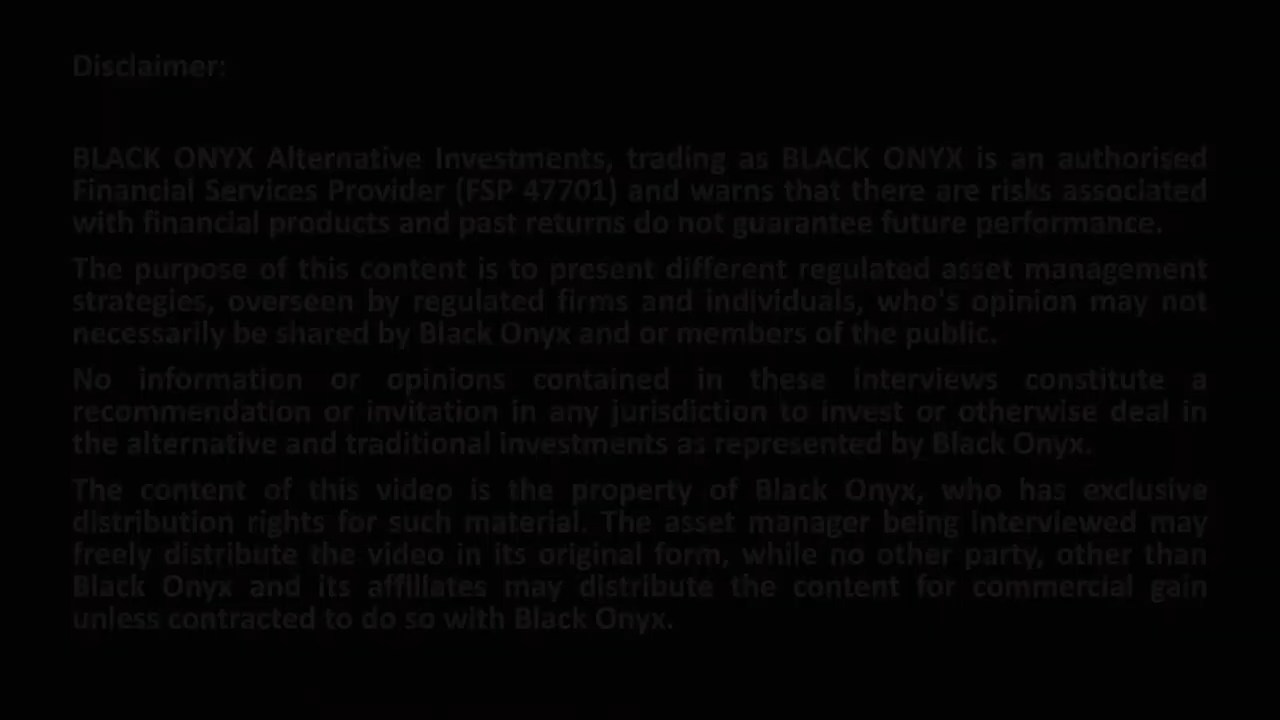 Disclaimer:
BLACK ONYX Alternative Investments, trading as BLACK ONYX is an authorised
Financial Services Provider (FSP 47701) and warns that there are risks associated
with financial products and past returns do not guarantee future performance.
The purpose of this content is to present different regulated asset management
strategies, overseen by regulated firms and individuals, who's opinion may not
necessarily be shared by Black Onyx and or members of the public.
No information or opinions contained in these interviews constitute a
recommendation or invitation in any jurisdiction to invest or otherwise deal in
the alternative and traditional investments as represented by Black Onyx.
The content of this video is the property of Black Onyx, who has exclusive
distribution rights for such material. The asset manager being interviewed may
freely distribute the video in its original form, while no other party, other than
Black Onyx and its affiliates may distribute the content for commercial gain
unless contracted to do so with Black Onyx.